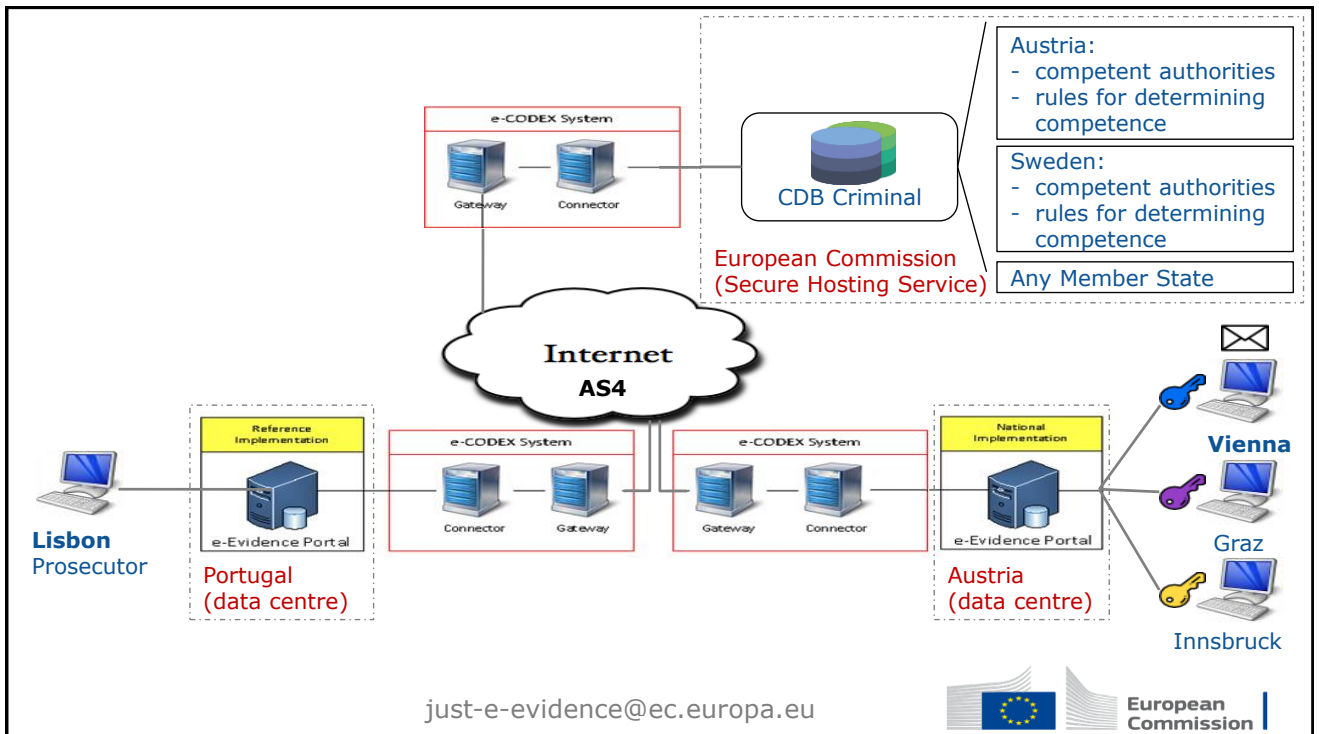 e-CODEX System
Gateway
Connector
CDB Criminal
Austria:
- competent authorities
- rules for determining
competence
Sweden:
- competent authorities
- rules for determining
competence
Any Member State
European Commission
(Secure Hosting Service)
Internet
AS4
Lisbon
Prosecutor
Reference
Implementation
e-Evidence Portal
Portugal
(data centre)
e-CODEX System
Connector
Gateway
e-CODEX System
Gateway
Connector
National
Implementation
e-Evidence Portal
Austria
(data centre)
Vienna
Graz
Innsbruck
just-e-evidence@ec.europa.eu
European
Commission